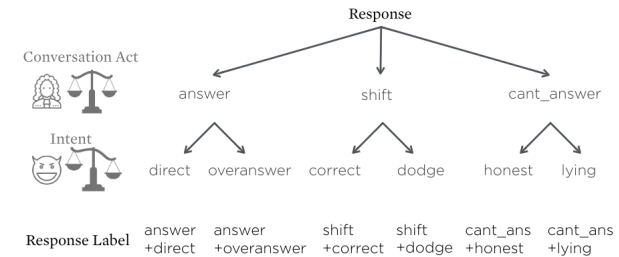 Response
Conversation Act
answer shift cant_answer
Intent
direct overanswer correct dodge honest lying
Response Label
answer answer shift shift cant_ans cant_ans
+direct +overanswer +correct +dodge +honest +lying